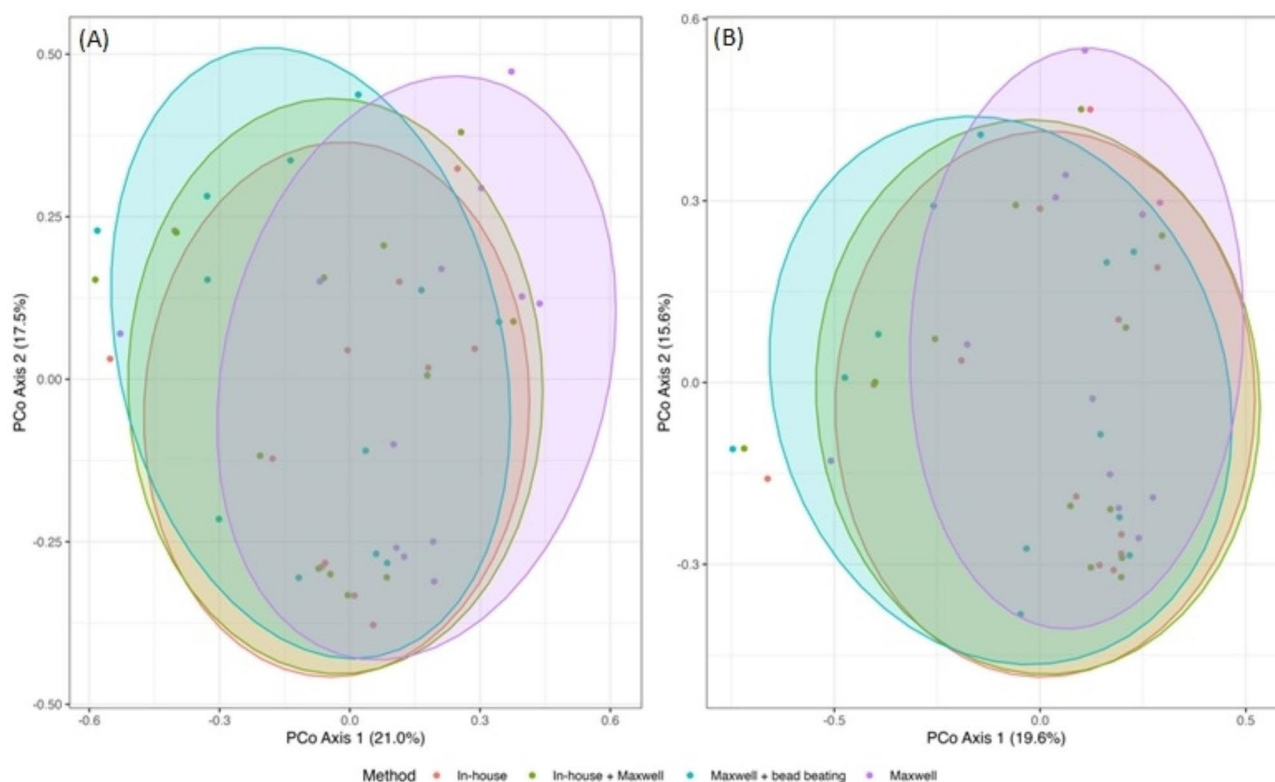 (A)
(B)
0.50
0.25
0.00
-0.25
-0.50
PCo Axis 2 (17.5%)
-0.6
-0.3
0.0
0.3
0.6
PCo Axis 1 (21.0%)
0.6
0.3
0.0
-0.3
PCo Axis 2 (15.6%)
-0.5
0.0
0.5
PCo Axis 1 (19.6%)
Method In-house In-house + Maxwell Maxwell + bead beating Maxwell